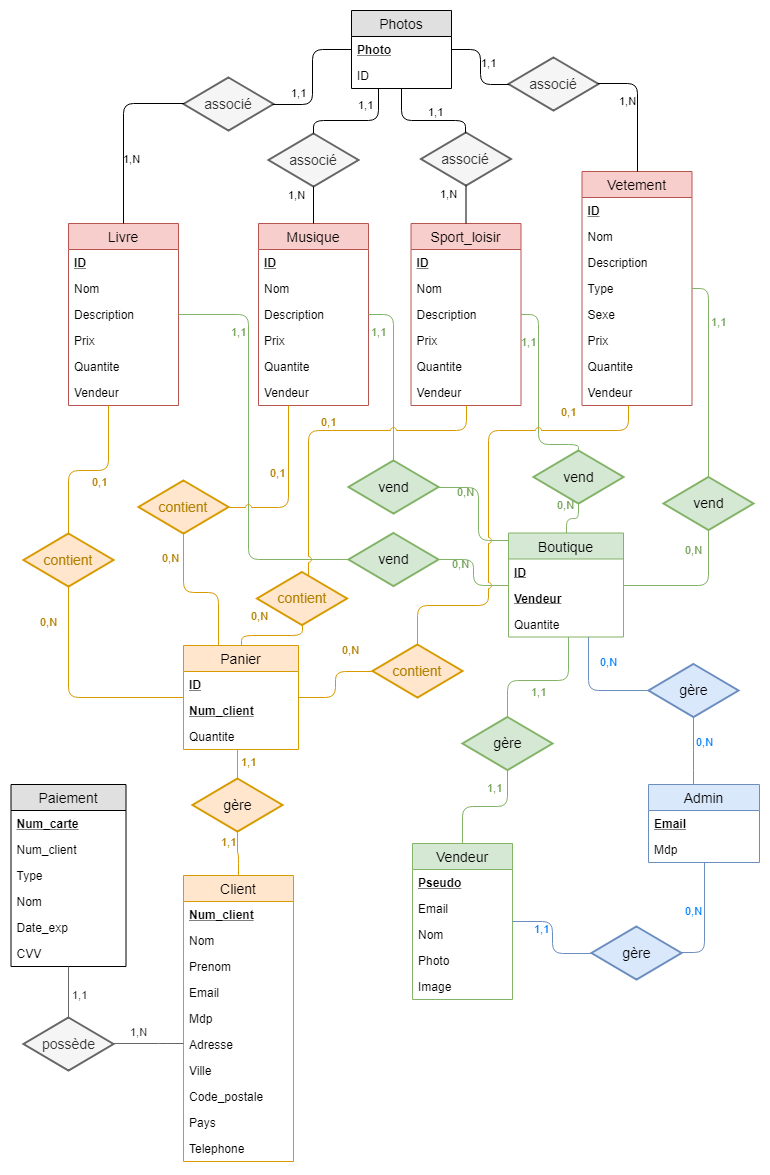 Photos
Photo
ID
1,1
1,1
1,1
1,1
associé
associé
associé
associé
1,N
1,N
1,N
1,N
Vetement
ID
Nom
Description
Type
Sexe
Prix
Quantite
Vendeur
Livre
ID
Nom
Description
Prix
Quantite
Vendeur
Musique
ID
Nom
Description
Prix
Quantite
Vendeur
Sport_loisir
ID
Nom
Description
Prix
Quantite
Vendeur
1,1
1,1
1,1
1,1
0,1
0,1
0,1
0,1
contient
contient
contient
contient
vend
vend
vend
vend
0,N
0,N
0,N
0,N
0,N
0,N
0,N
0,N
Boutique
ID
Vendeur
Quantite
Panier
ID
Num_client
Quantite
0,N
gère
0,N
1,1
gère
1,1
1,1
gère
1,1
Admin
Email
Mdp
Paiement
Num_carte
Num_client
Type
Nom
Date_exp
CVV
1,1
possède
1,N
Client
Num_client
Nom
Prenom
Email
Mdp
Adresse
Ville
Code_postale
Pays
Telephone
Vendeur
Pseudo
Email
Nom
Photo
Image
1,1
gère
0,N